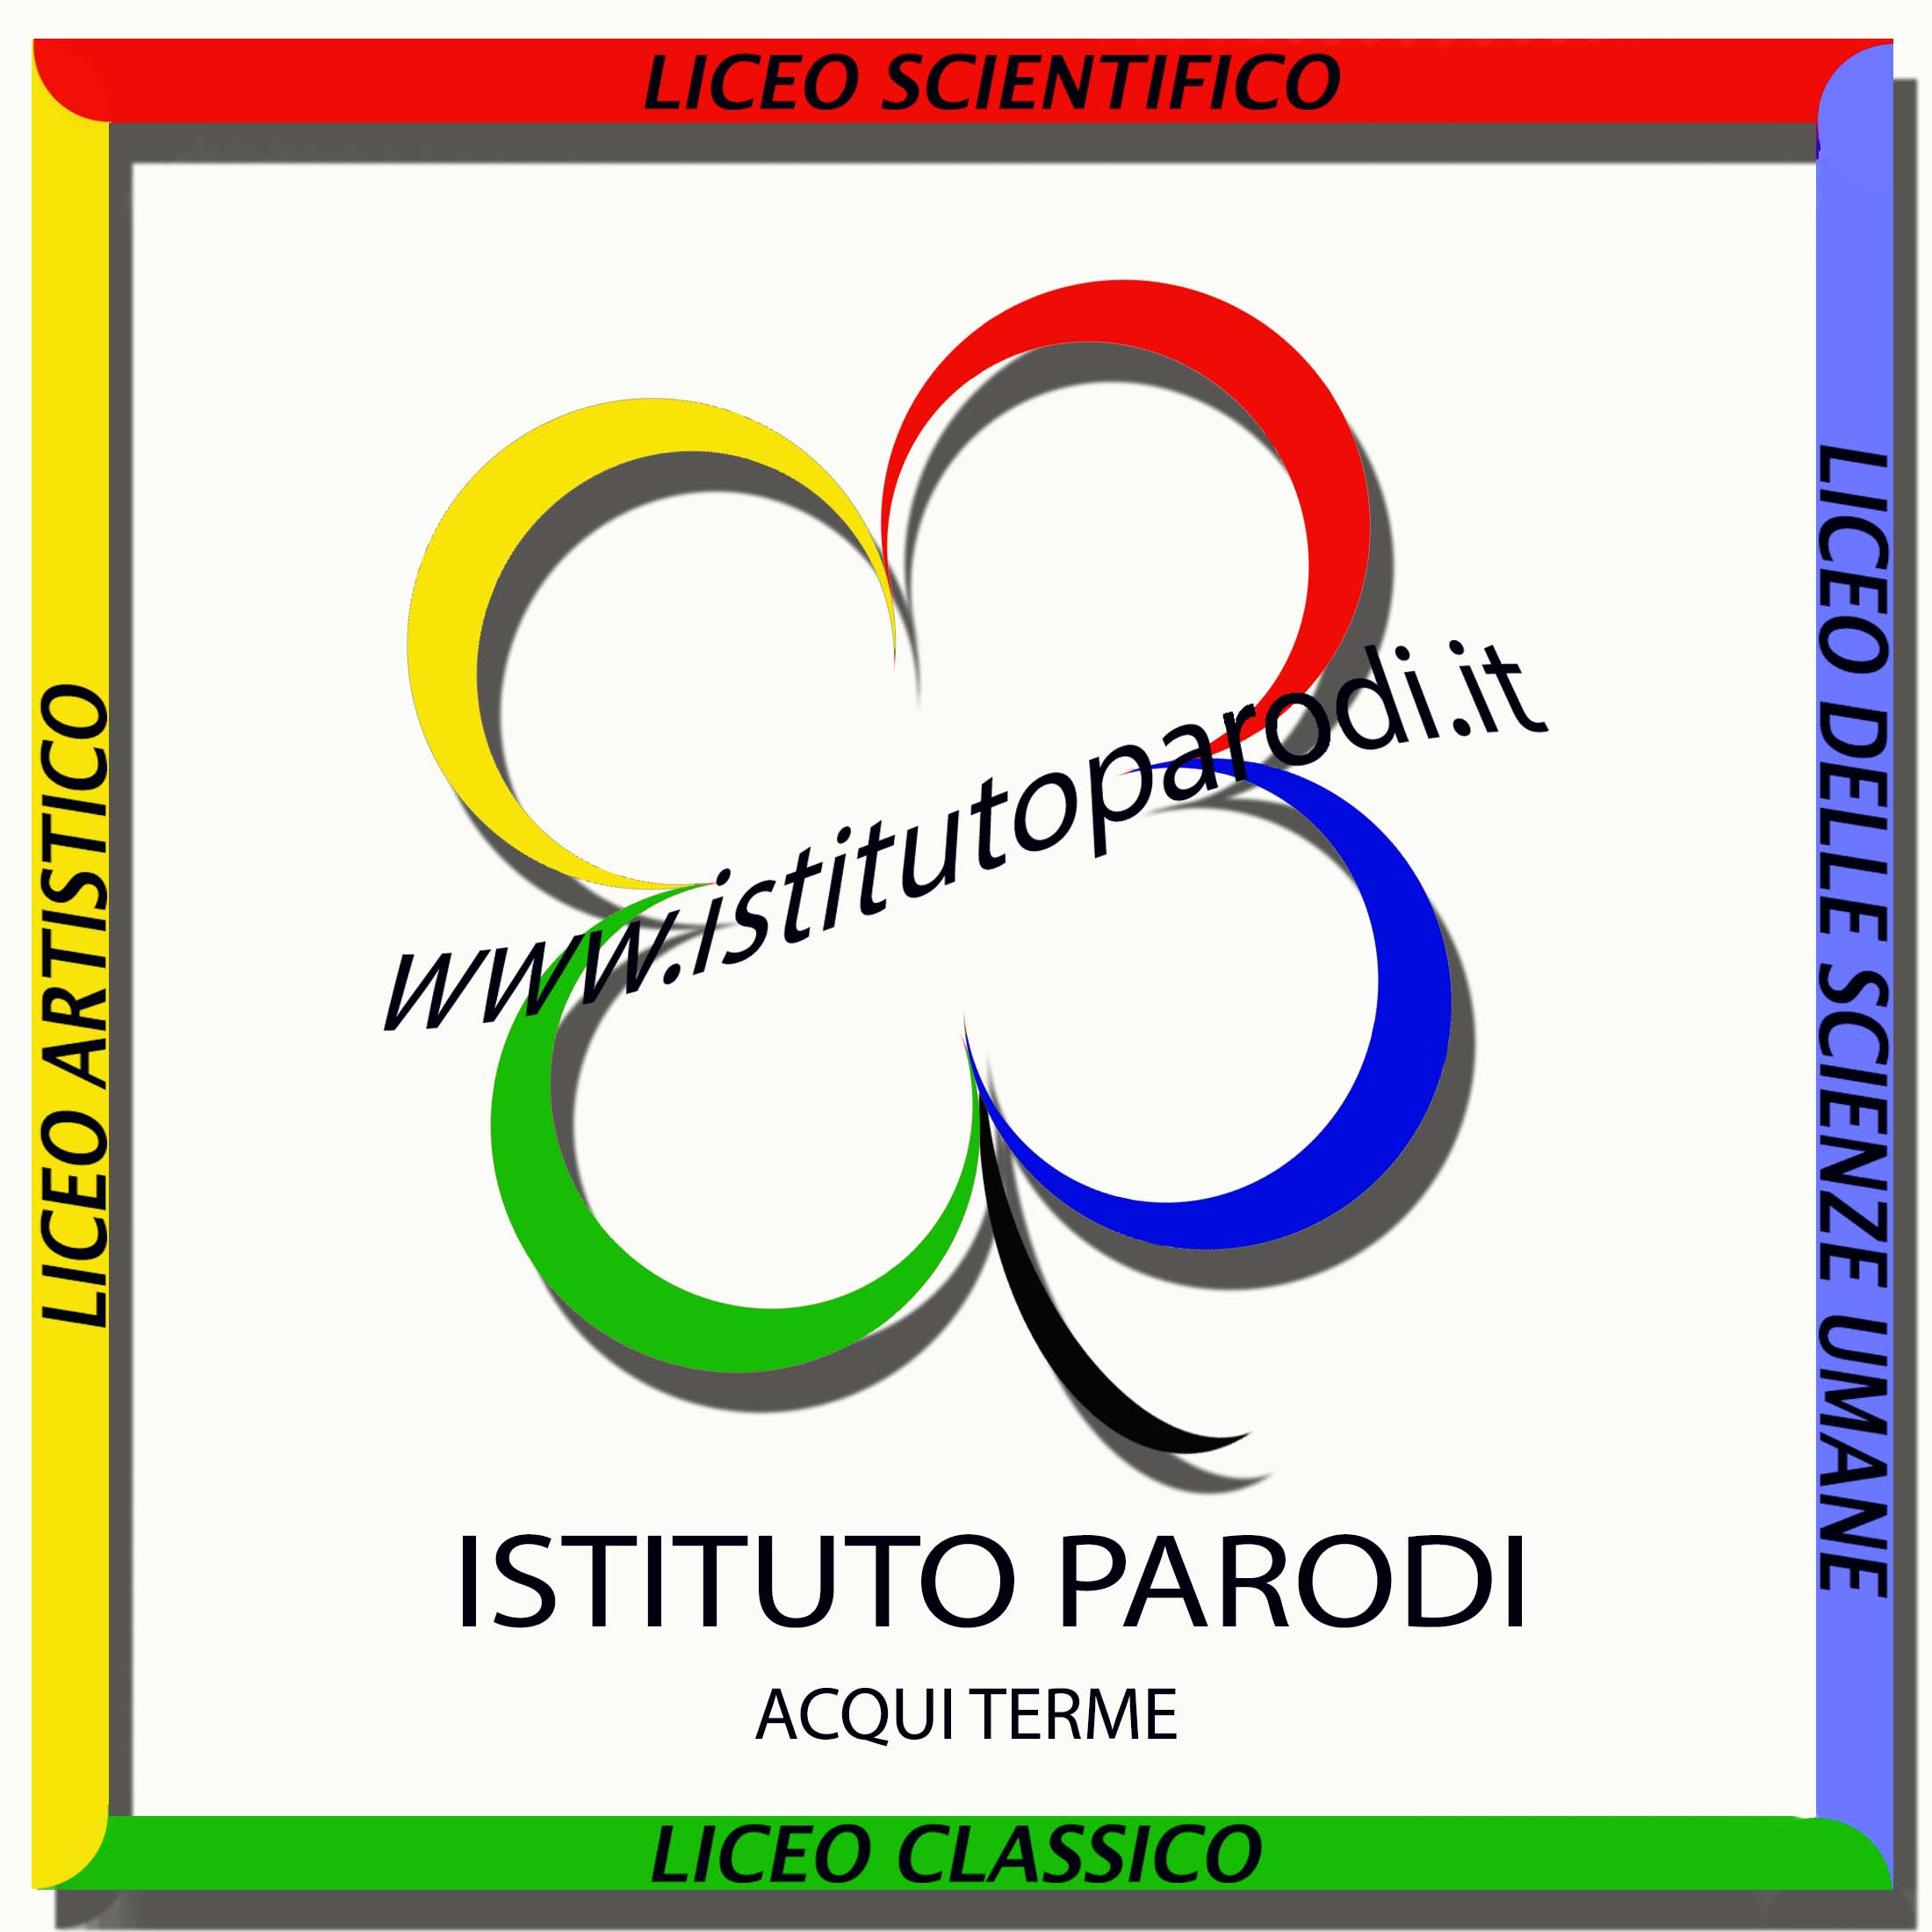 LICEO SCIENTIFICO
LICEO ARTISTICO
LICEO DELLE SCIENZE UMANE
www.istitutoparodi.it
ISTITUTO PARODI
ACQUI TERME
LICEO CLASSICO